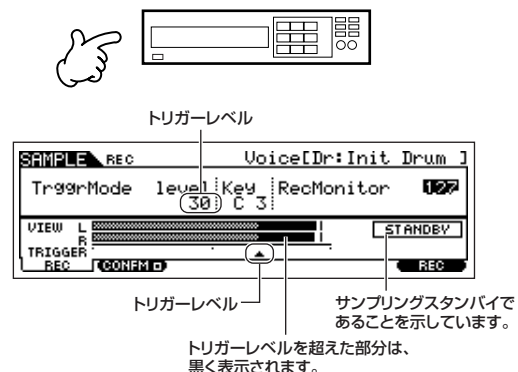 トリガーレベル
SAMPLE REC Voice[Dr:Init Drum ]
TrggrMode level Key RecMonitor 127
30 C 3
VIEW L
R
STANDBY
TRIGGER
REC CONFM REC
トリガーレベル
サンプリングスタンバイで
あることを示しています。
トリガーレベルを超えた部分は、
黒く表示されます。